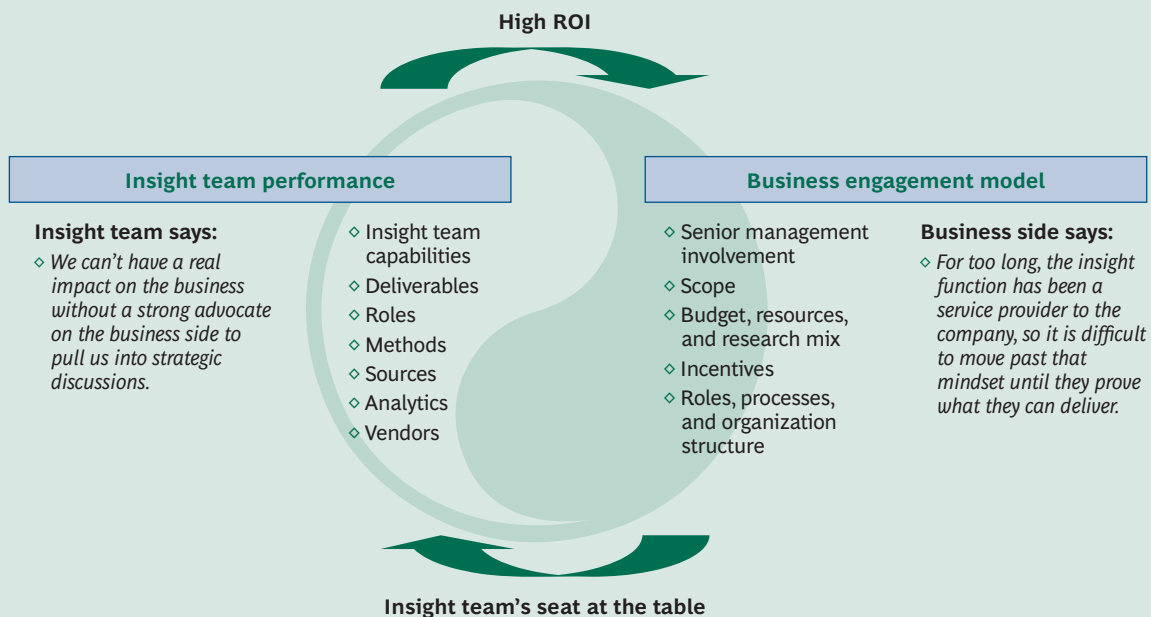 High ROI
Insight team performance
Insight team says:
◇ We can’t have a real
impact on the business
without a strong advocate
on the business side to
pull us into strategic
discussions.
◇ Insight team
capabilities
◇ Deliverables
◇ Roles
◇ Methods
◇ Sources
◇ Analytics
◇ Vendors
Business engagement model
◇ Senior management
involvement
◇ Scope
◇ Budget, resources,
and research mix
◇ Incentives
◇ Roles, processes,
and organization
structure
Business side says:
◇ For too long, the insight
function has been a
service provider to the
company, so it is difficult
to move past that
mindset until they prove
what they can deliver.
Insight team’s seat at the table